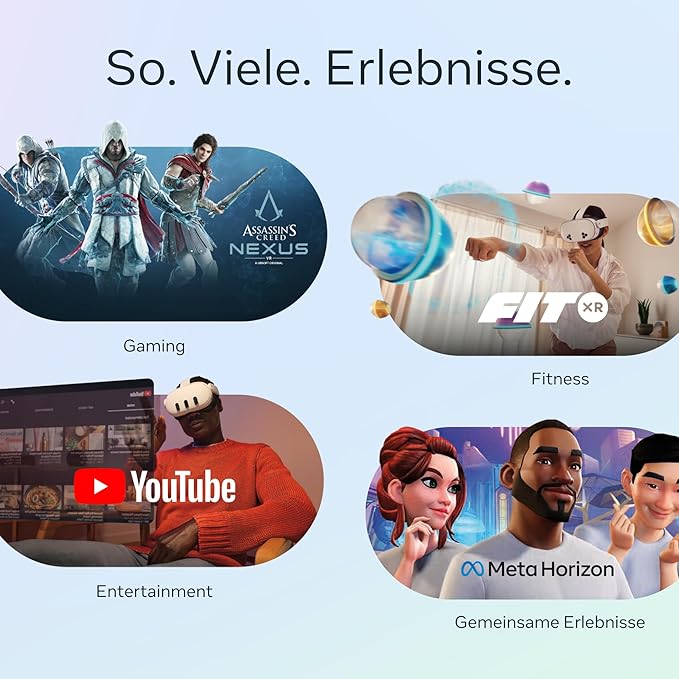 So. Viele. Erlebnisse.
ASSASSIN'S
CREED
NEXUS
VR
A UBISOFT ORIGINAL
Gaming
FIT XR
Fitness
YouTube
Entertainment
Meta Horizon
Gemeinsame Erlebnisse